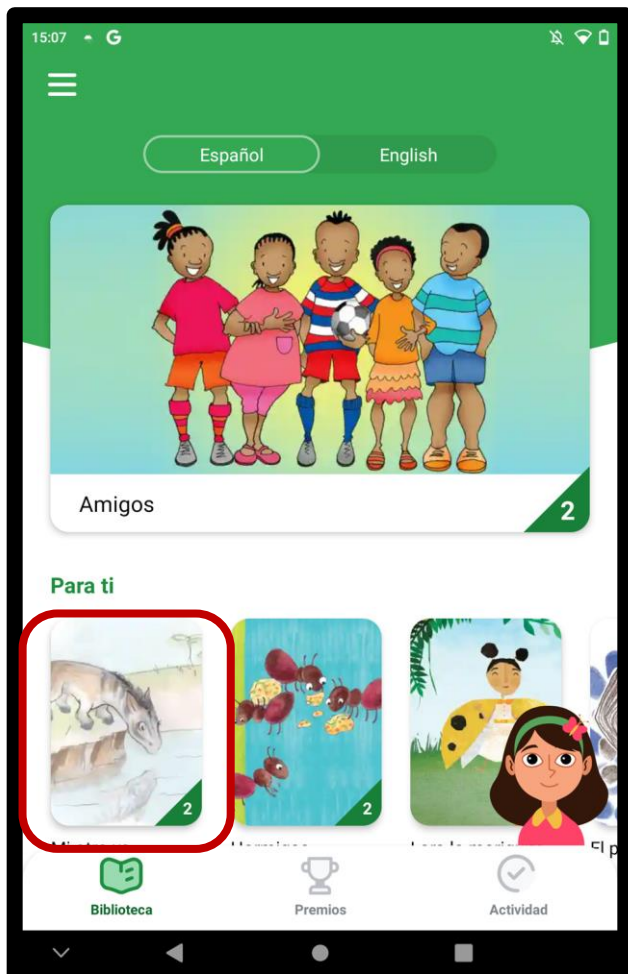 15:07 G
Español English
Amigos
2
Para ti
2
2
Biblioteca Premios Actividad